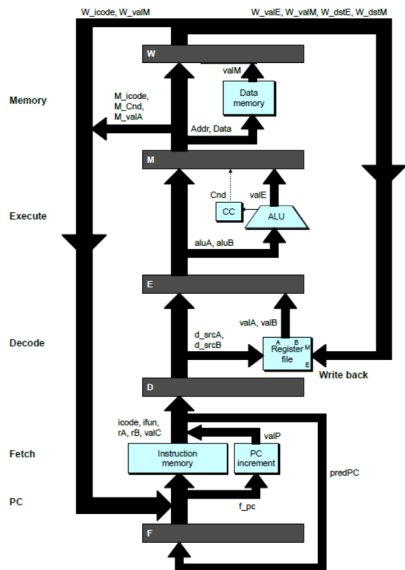 W_icode, W_valM
W_valE, W_valM, W_dstE, W_dstM
W
valM
Memory
M_icode,
M_Cnd,
M_valA
Data
memory
Addr, Data
M
Cnd
valE
Execute
CC
ALU
aluA, aluB
E
valA, valB
Decode
d_srcA,
d_srcB
A B
M
Register
file
E
Write back
D
icode, ifun,
rA, rB, valC
valP
Fetch
Instruction
memory
PC
increment
predPC
PC
f_pc
F